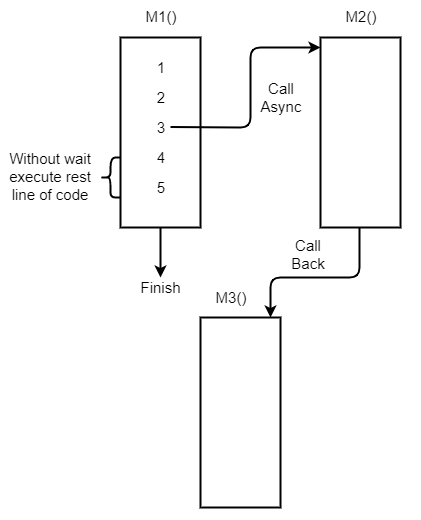 M1()
M2()
1
2
3
4
5
Call
Async
Without wait
execute rest
line of code
Call
Back
Finish
M3()